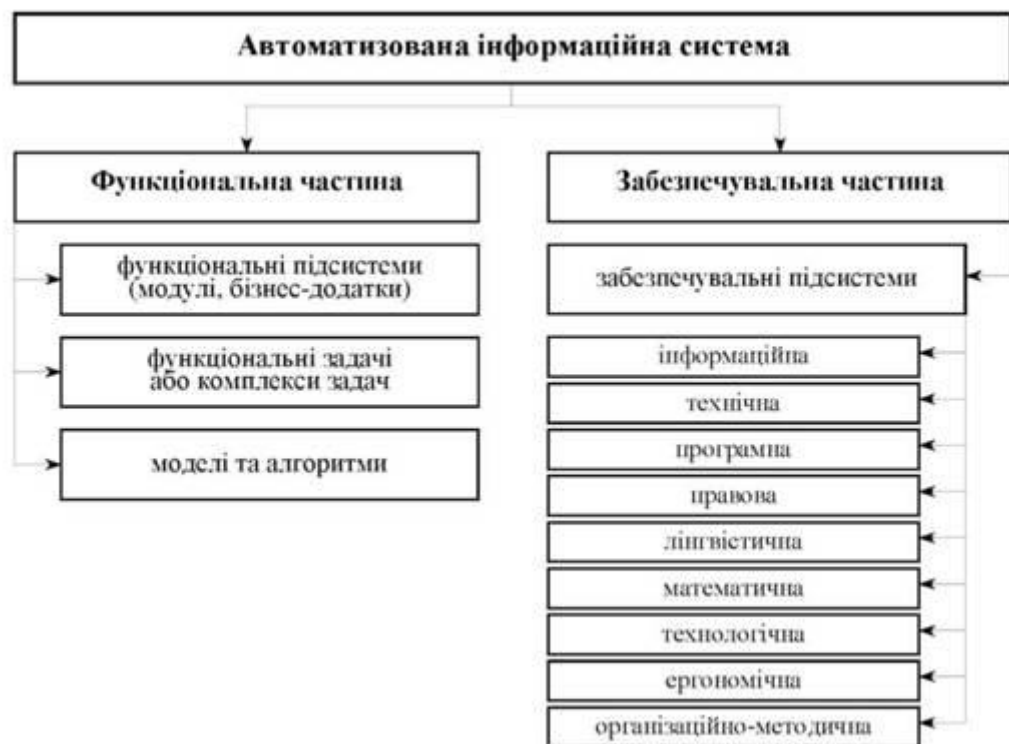 Автоматизована інформаційна система
Функціональна частина
функціональні підсистеми
(модулі, бізнес-додатки)
функціональні задачі
або комплекси задач
моделі та алгоритми
Забезпечувальна частина
забезпечувальні підсистеми
інформаційна
технічна
програмна
правова
лінгвістична
математична
технологічна
ергономічна
організаційно-методична